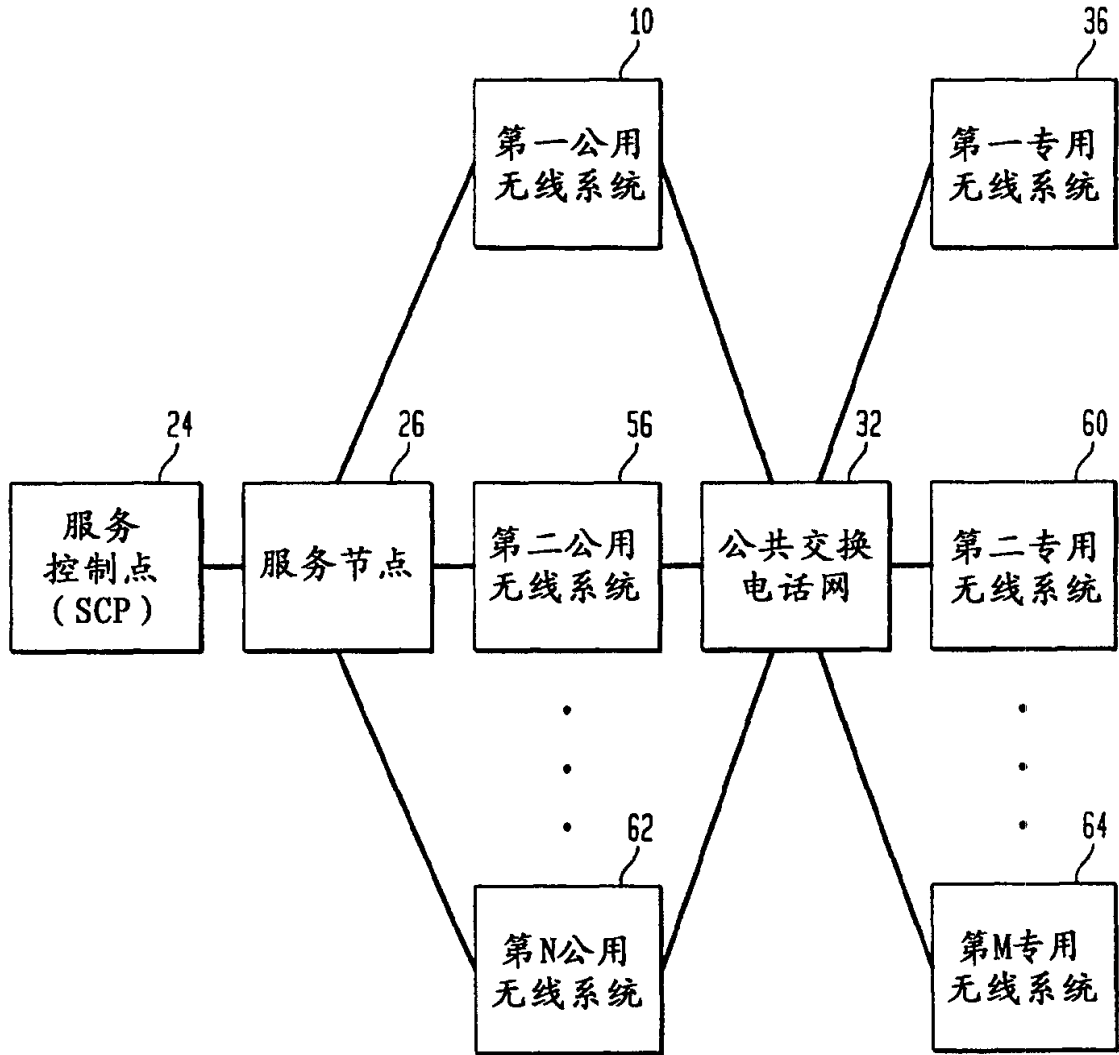 10
36
第一公用
无线系统
第一专用
无线系统
24
26
56
32
60
服务
控制点
(SCP)
服务节点
第二公用
无线系统
公共交换
电话网
第二专用
无线系统
62
64
第N公用
无线系统
第M专用
无线系统